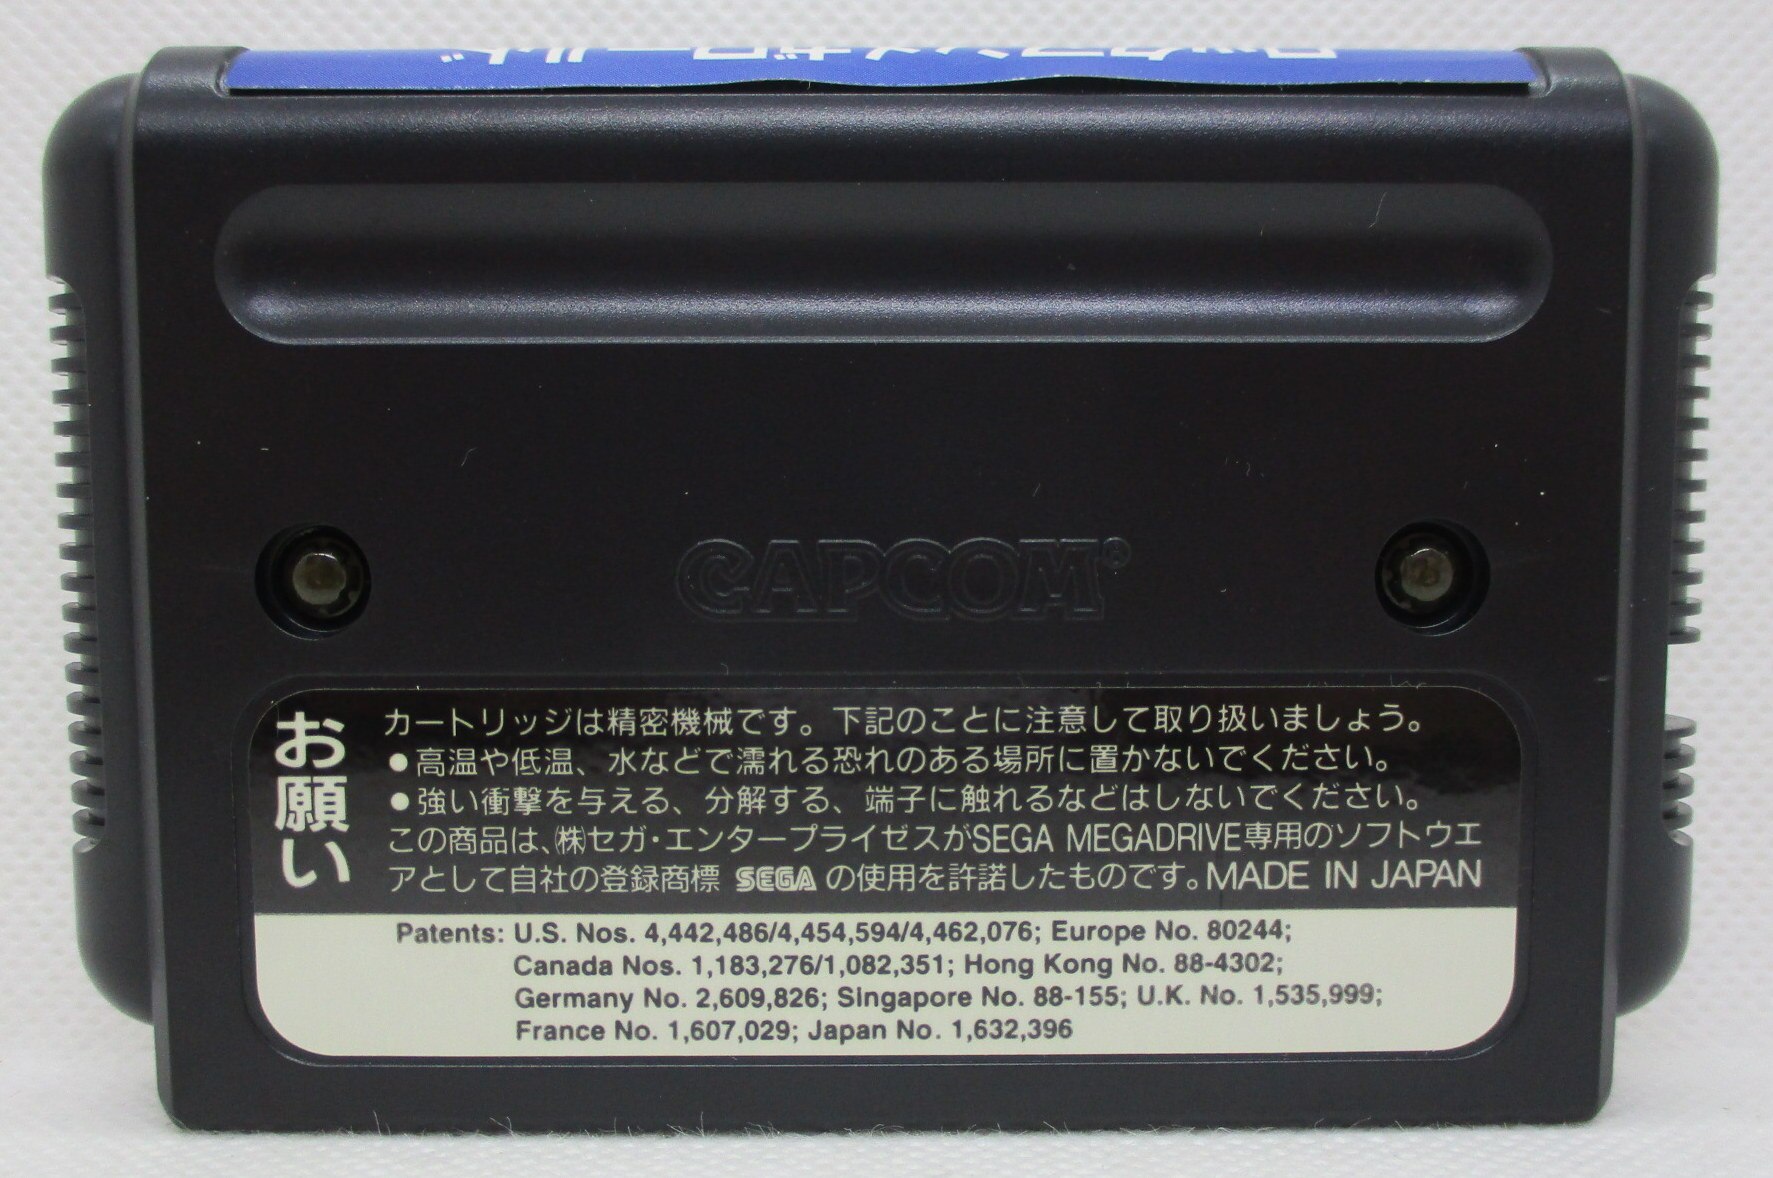 ロックマンメガワールド
CAPCOM®
お願い
カートリッジは精密機械です。下記のことに注意して取り扱いましょう。
●高温や低温、水などで濡れる恐れのある場所に置かないでください。
●強い衝撃を与える、分解する、端子に触れるなどはしないでください。
この商品は、㈱セガ・エンタープライゼスがSEGA MEGADRIVE専用のソフトウエ
アとして自社の登録商標 SEGA の使用を許諾したものです。MADE IN JAPAN
Patents: U.S. Nos. 4,442,486/4,454,594/4,462,076; Europe No. 80244;
Canada Nos. 1,183,276/1,082,351; Hong Kong No. 88-4302;
Germany No. 2,609,826; Singapore No. 88-155; U.K. No. 1,535,999;
France No. 1,607,029; Japan No. 1,632,396